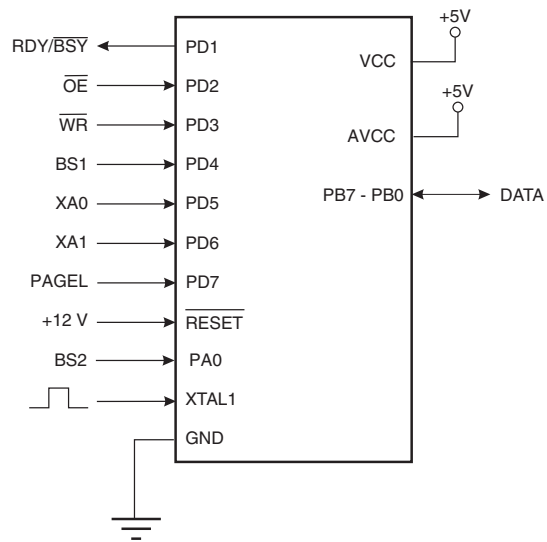 +5V
RDY/BSY PD1
VCC
OE PD2
+5V
WR PD3
AVCC
BS1 PD4
XA0 PD5 PB7 - PB0 DATA
XA1 PD6
PAGEL PD7
+12 V RESET
BS2 PA0
XTAL1
GND